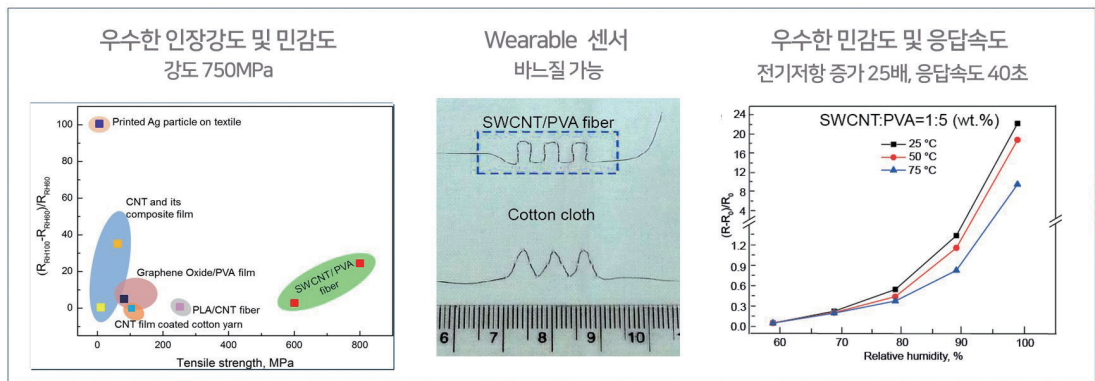 우수한 인장강도 및 민감도
강도 750MPa
100
80
60
40
20
0
0
200
400
600
800
(R_RH100-R_RH60)/R_RH60
Tensile strength, MPa
Printed Ag particle on textile
CNT and its
composite film
Graphene Oxide/PVA film
SWCNT/PVA
fiber
PLA/CNT fiber
CNT film coated cotton yarn
Wearable 센서
바느질 가능
SWCNT/PVA fiber
Cotton cloth
6 7 8 9 10
우수한 민감도 및 응답속도
전기저항 증가 25배, 응답속도 40초
SWCNT:PVA=1:5 (wt.%)
25 °C
50 °C
75 °C
24
20
16
12
8
4
1.2
0.9
0.6
0.3
0.0
(R-R₀)/R₀
60 70 80 90 100
Relative humidity, %